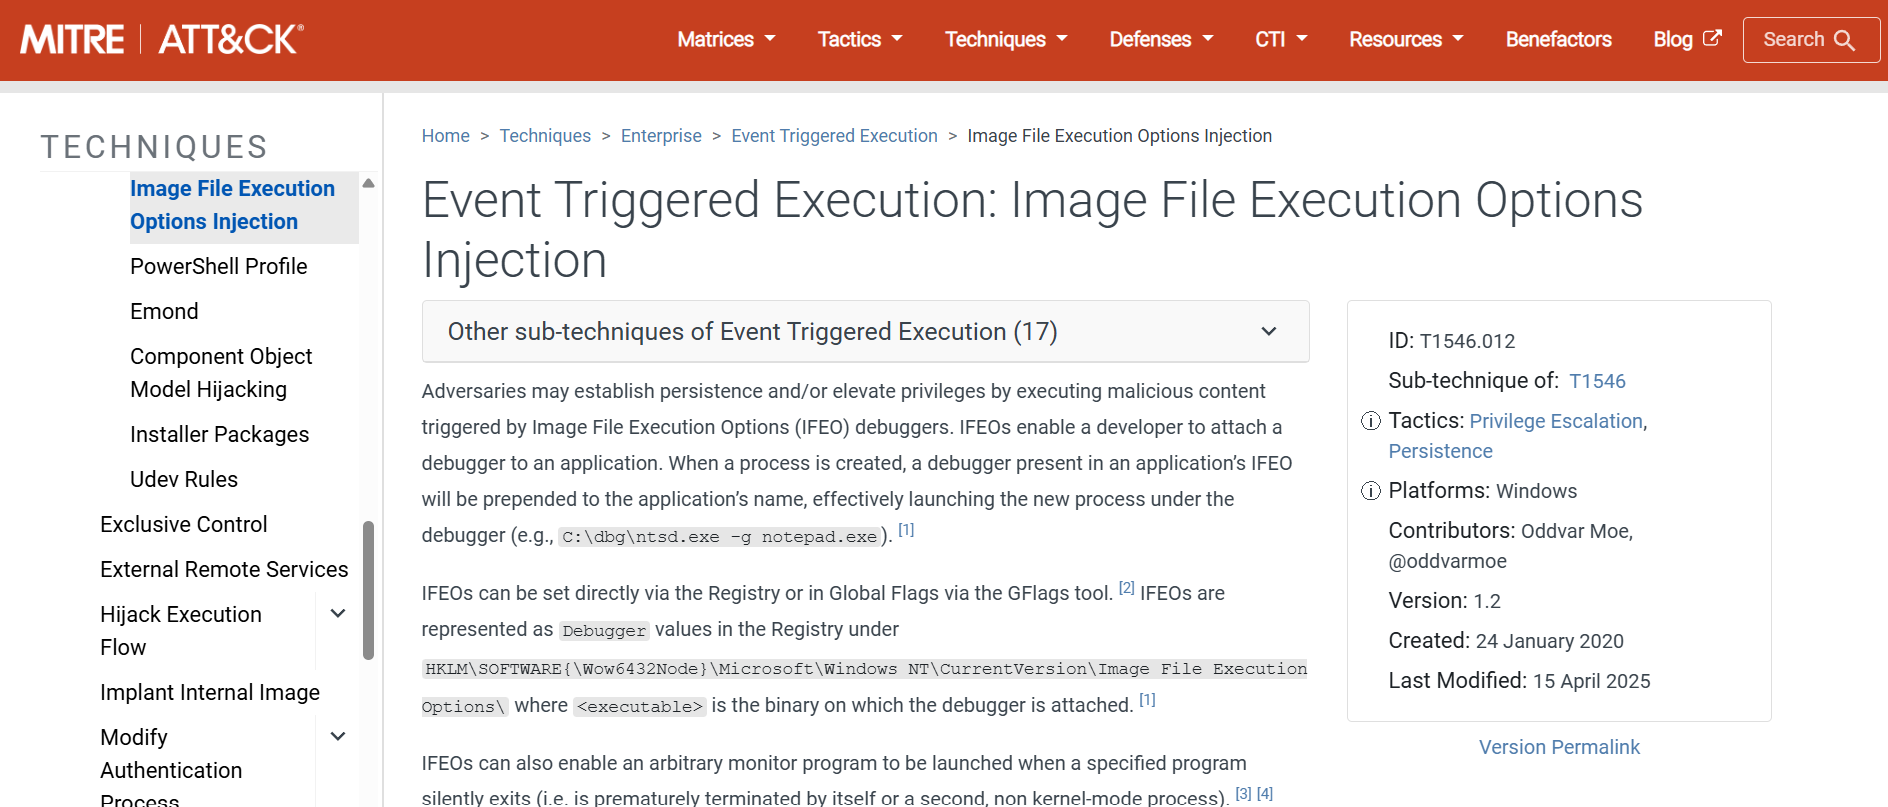 MITRE | ATT&CK®
Matrices
Tactics
Techniques
Defenses
CTI
Resources
Benefactors
Blog
Search
TECHNIQUES
Image File Execution
Options Injection
PowerShell Profile
Emond
Component Object
Model Hijacking
Installer Packages
Udev Rules
Exclusive Control
External Remote Services
Hijack Execution
Flow
Implant Internal Image
Modify
Authentication
Process
Home > Techniques > Enterprise > Event Triggered Execution > Image File Execution Options Injection
Event Triggered Execution: Image File Execution Options
Injection
Other sub-techniques of Event Triggered Execution (17)
Adversaries may establish persistence and/or elevate privileges by executing malicious content
triggered by Image File Execution Options (IFEO) debuggers. IFEOs enable a developer to attach a
debugger to an application. When a process is created, a debugger present in an application’s IFEO
will be prepended to the application’s name, effectively launching the new process under the
debugger (e.g., C:\dbg\ntsd.exe -g notepad.exe). [1]
IFEOs can be set directly via the Registry or in Global Flags via the GFlags tool. [2] IFEOs are
represented as Debugger values in the Registry under
HKLM\SOFTWARE{\Wow6432Node}\Microsoft\Windows NT\CurrentVersion\Image File Execution
Options\ where <executable> is the binary on which the debugger is attached. [1]
IFEOs can also enable an arbitrary monitor program to be launched when a specified program
silently exits (i.e. is prematurely terminated by itself or a second, non kernel-mode process). [3] [4]
ID: T1546.012
Sub-technique of: T1546
Tactics: Privilege Escalation,
Persistence
Platforms: Windows
Contributors: Oddvar Moe,
@oddvarmoe
Version: 1.2
Created: 24 January 2020
Last Modified: 15 April 2025
Version Permalink